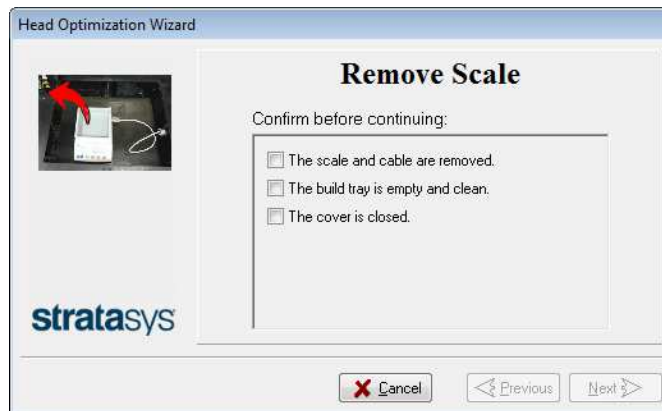 Head Optimization Wizard
Remove Scale
Confirm before continuing:
The scale and cable are removed.
The build tray is empty and clean.
The cover is closed.
stratasys
Cancel
Previous
Next